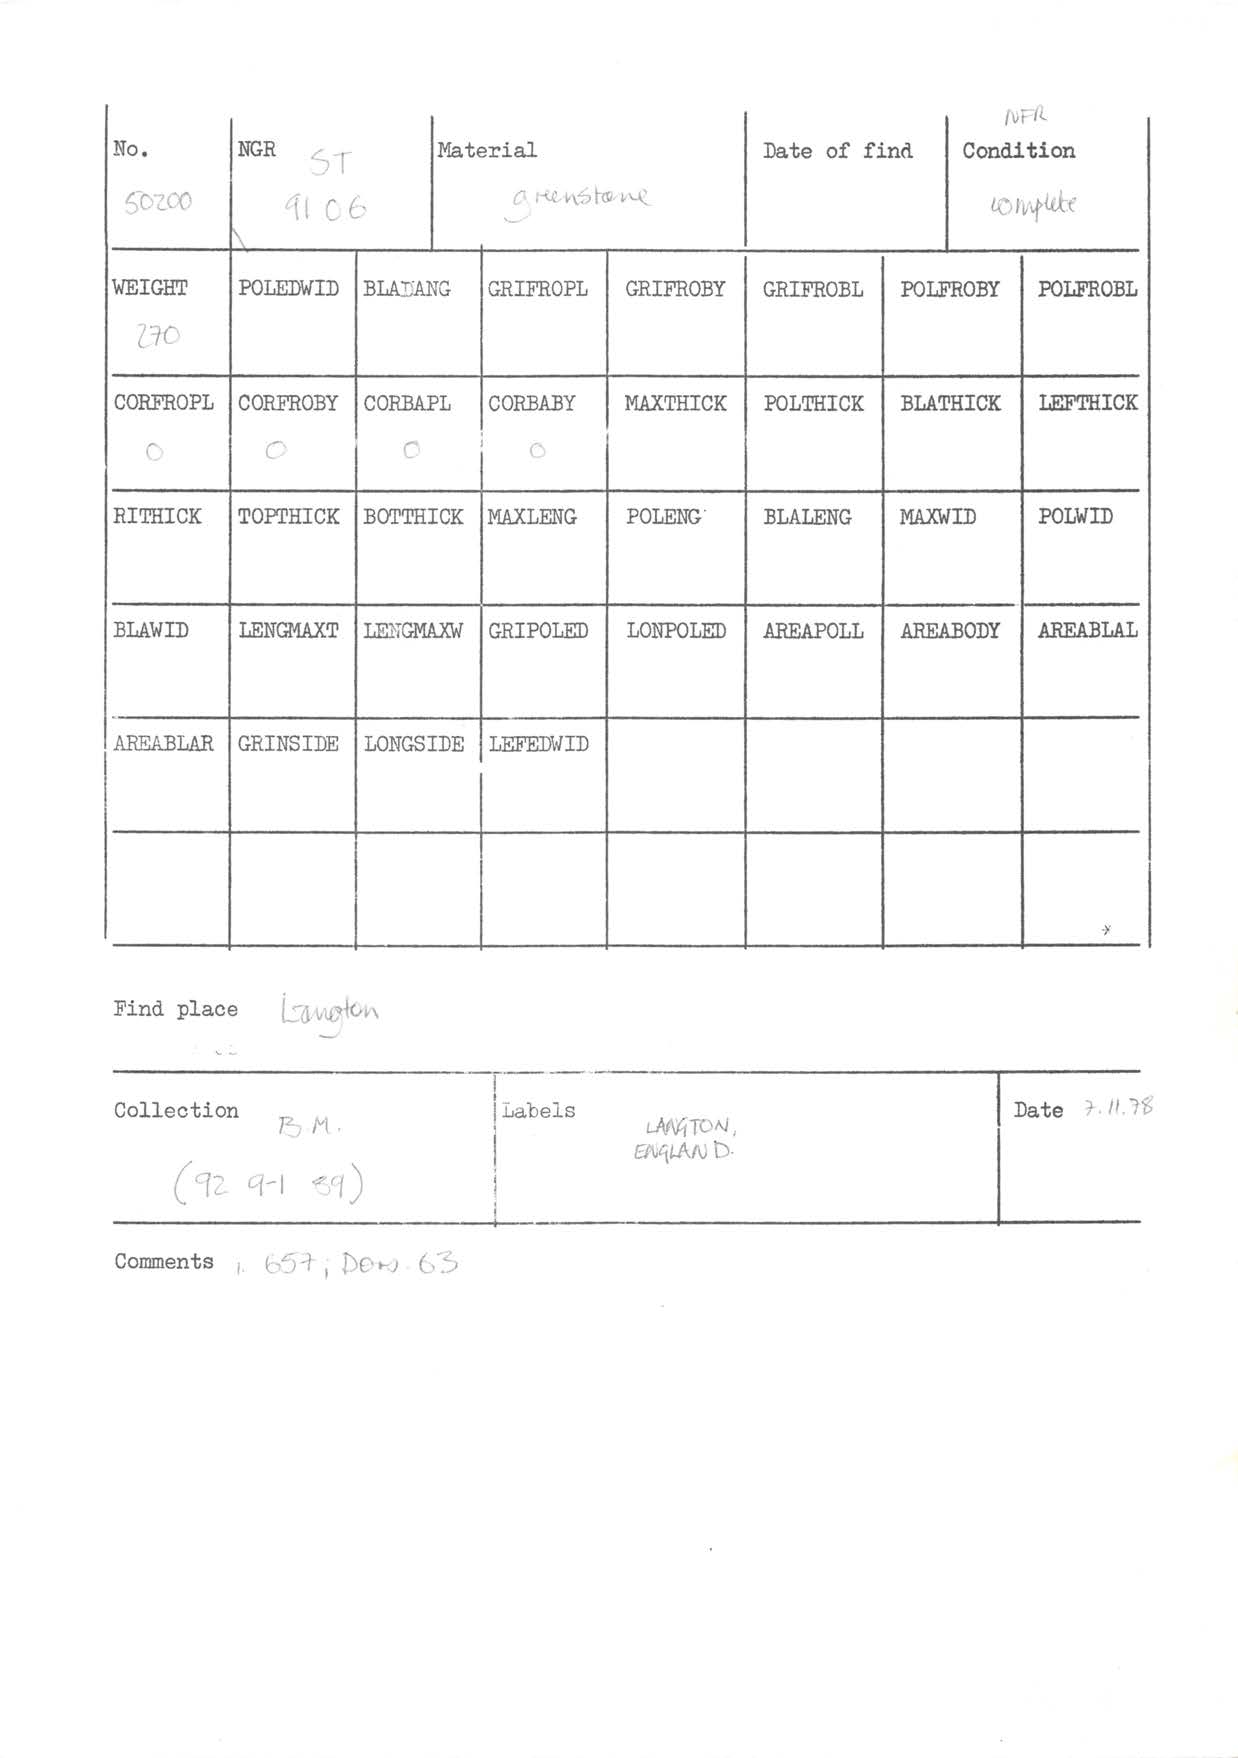 NFR
No. NGR ST Material Date of find Condition
50200 91 06 greenstone complete
WEIGHT POLEDWID BLADANG GRIFROPL GRIFROBY GRIFROBL POLFROBY POLFROBL
270
CORFROPL CORFROBY CORBAPL CORBABY MAXTHICK POLTHICK BLATHICK LEFTHICK
0 0 0 0
RITHICK TOPTHICK BOTTHICK MAXLENG POLENG BLALENG MAXWID POLWID
BLAWID LENGMAXT LENGMAXW GRIPOLED LONPOLED AREAPOLL AREABODY AREABLAL
AREABLAR GRINSIDE LONGSIDE LEFEDWID
Find place Langton
Collection B.M. Labels LANGTON, Date 7.11.78
ENGLAND.
(92 9-1 39)
Comments 657; Dow. 63